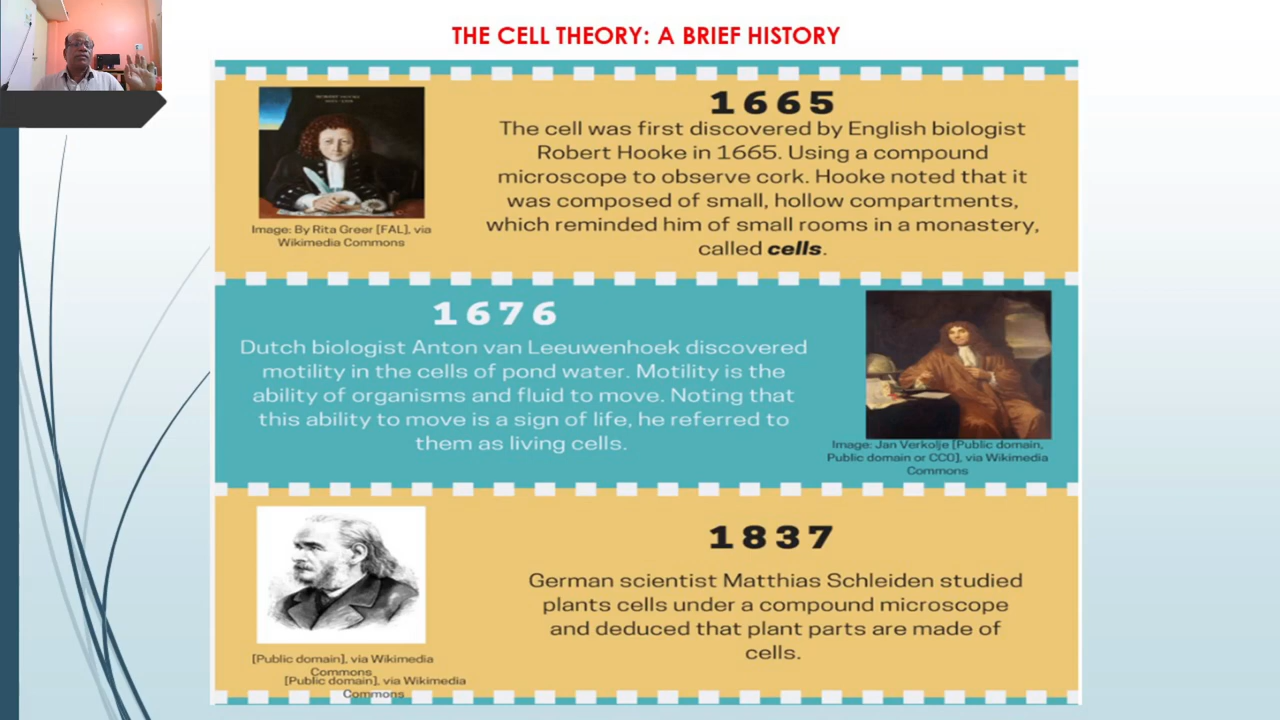 THE CELL THEORY: A BRIEF HISTORY
1665
The cell was first discovered by English biologist
Robert Hooke in 1665. Using a compound
microscope to observe cork. Hooke noted that it
was composed of small, hollow compartments,
which reminded him of small rooms in a monastery,
called cells.
Image: By Rita Greer [FAL], via
Wikimedia Commons
1676
Dutch biologist Anton van Leeuwenhoek discovered
motility in the cells of pond water. Motility is the
ability of organisms and fluid to move. Noting that
this ability to move is a sign of life, he referred to
them as living cells.
Image: Jan Verkolje [Public domain,
Public domain or CC0], via Wikimedia
Commons
1837
German scientist Matthias Schleiden studied
plants cells under a compound microscope
and deduced that plant parts are made of
cells.
[Public domain], via Wikimedia
Commons
[Public domain], via Wikimedia
Commons